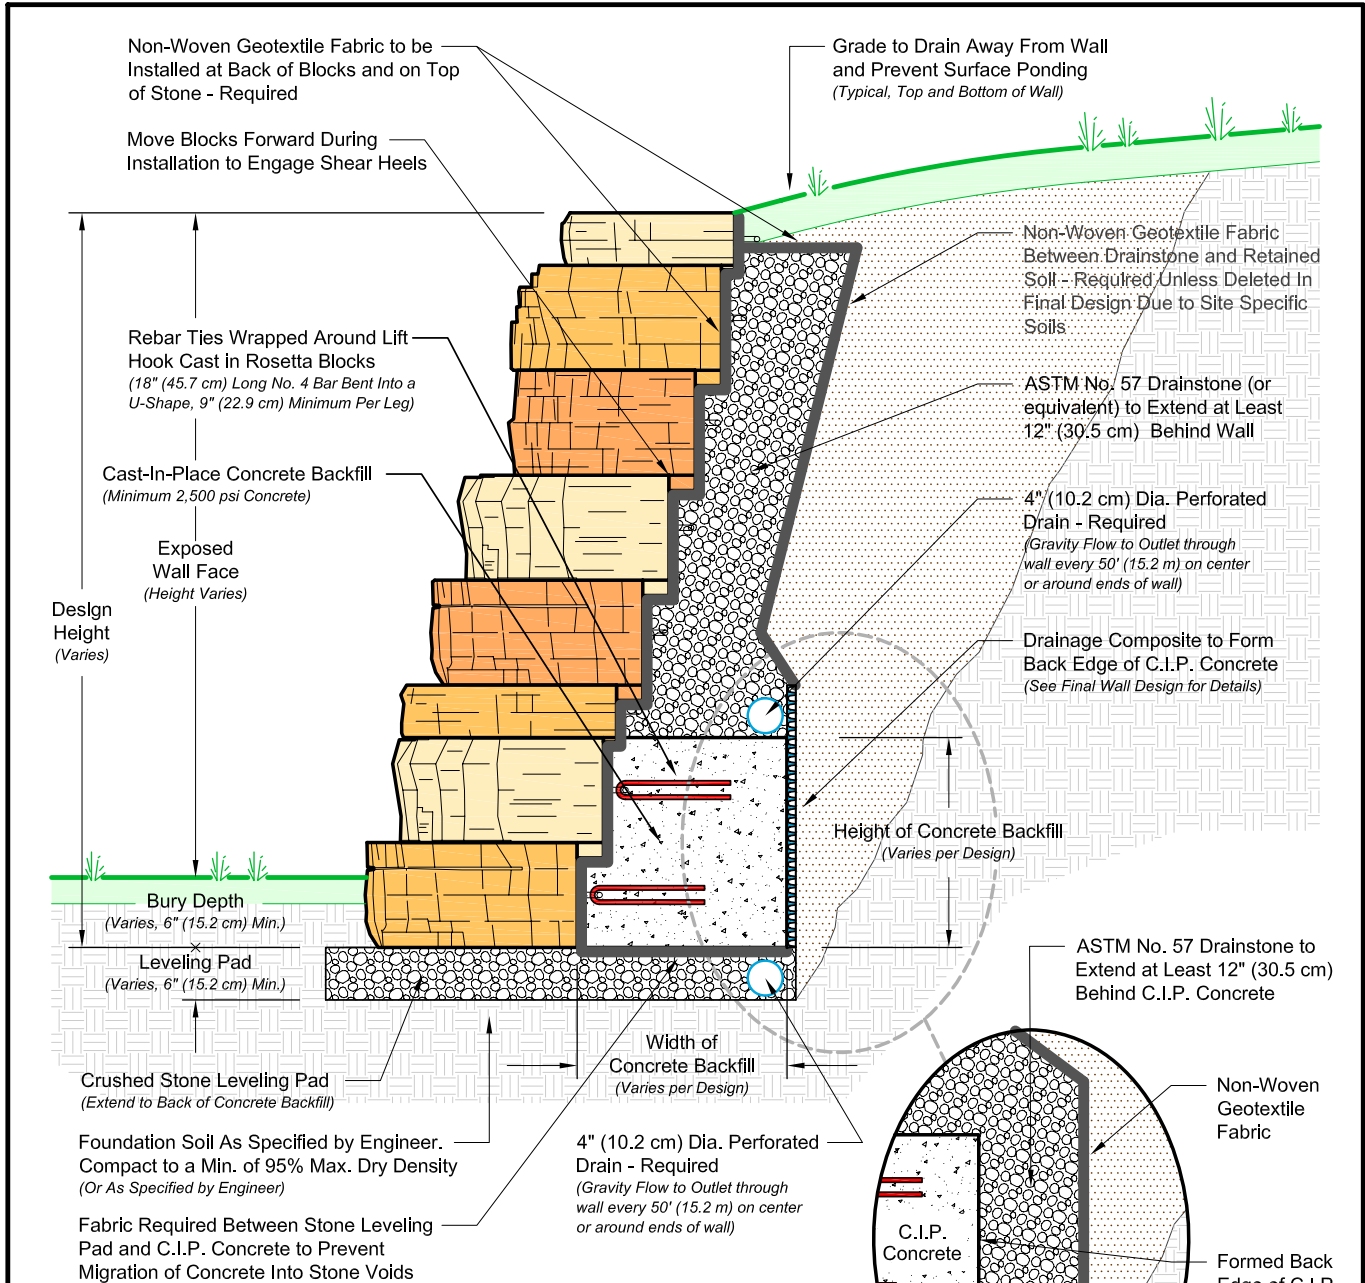 Non-Woven Geotextile Fabric to be
Installed at Back of Blocks and on Top
of Stone - Required
Move Blocks Forward During
Installation to Engage Shear Heels
Grade to Drain Away From Wall
and Prevent Surface Ponding
(Typical, Top and Bottom of Wall)
Non-Woven Geotextile Fabric
Between Drainstone and Retained
Soil - Required Unless Deleted In
Final Design Due to Site Specific
Soils
Rebar Ties Wrapped Around Lift
Hook Cast in Rosetta Blocks
(18" (45.7 cm) Long No. 4 Bar Bent Into a
U-Shape, 9" (22.9 cm) Minimum Per Leg)
ASTM No. 57 Drainstone (or
equivalent) to Extend at Least
12" (30.5 cm) Behind Wall
Cast-In-Place Concrete Backfill
(Minimum 2,500 psi Concrete)
4" (10.2 cm) Dia. Perforated
Drain - Required
(Gravity Flow to Outlet through
wall every 50' (15.2 m) on center
or around ends of wall)
Exposed
Wall Face
(Height Varies)
Design
Height
(Varies)
Drainage Composite to Form
Back Edge of C.I.P. Concrete
(See Final Wall Design for Details)
Height of Concrete Backfill
(Varies per Design)
Bury Depth
(Varies, 6" (15.2 cm) Min.)
Leveling Pad
(Varies, 6" (15.2 cm) Min.)
ASTM No. 57 Drainstone to
Extend at Least 12" (30.5 cm)
Behind C.I.P. Concrete
Width of
Concrete Backfill
(Varies per Design)
Crushed Stone Leveling Pad
(Extend to Back of Concrete Backfill)
Non-Woven
Geotextile
Fabric
Foundation Soil As Specified by Engineer.
Compact to a Min. of 95% Max. Dry Density
(Or As Specified by Engineer)
4" (10.2 cm) Dia. Perforated
Drain - Required
(Gravity Flow to Outlet through
wall every 50' (15.2 m) on center
or around ends of wall)
Fabric Required Between Stone Leveling
Pad and C.I.P. Concrete to Prevent
Migration of Concrete Into Stone Voids
C.I.P.
Concrete
Formed Back
Edge of C.I.P.